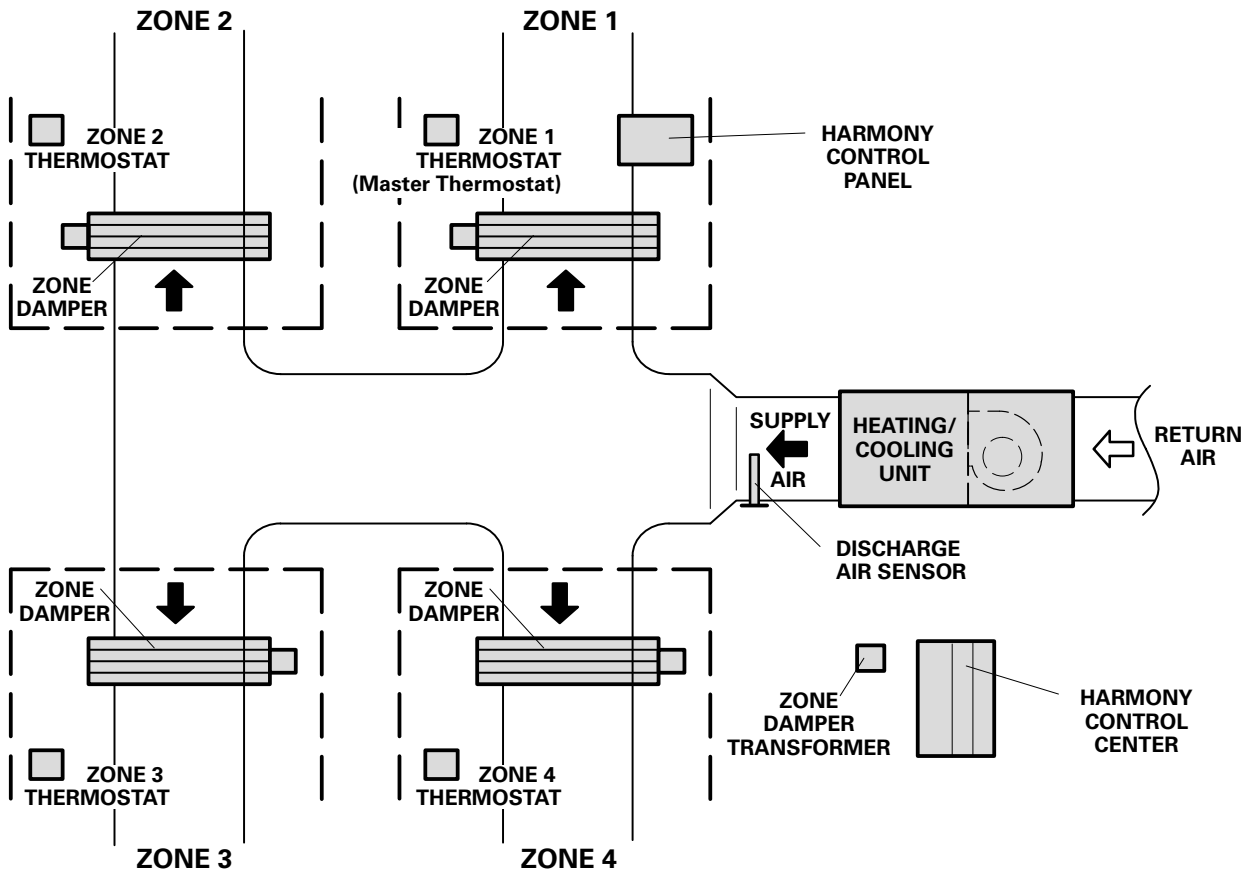 ZONE 2
ZONE 1
ZONE 2
THERMOSTAT
ZONE 1
THERMOSTAT
(Master Thermostat)
HARMONY
CONTROL
PANEL
ZONE
DAMPER
ZONE
DAMPER
SUPPLY
AIR
HEATING/
COOLING
UNIT
RETURN
AIR
DISCHARGE
AIR SENSOR
ZONE
DAMPER
ZONE
DAMPER
ZONE
DAMPER
TRANSFORMER
HARMONY
CONTROL
CENTER
ZONE 3
THERMOSTAT
ZONE 4
THERMOSTAT
ZONE 3
ZONE 4